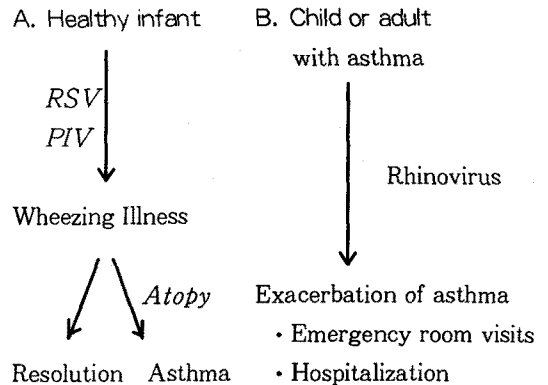 A. Healthy infant
RSV
PIV
Wheezing Illness
Atopy
Resolution Asthma
B. Child or adult
with asthma
Rhinovirus
Exacerbation of asthma
・Emergency room visits
・Hospitalization